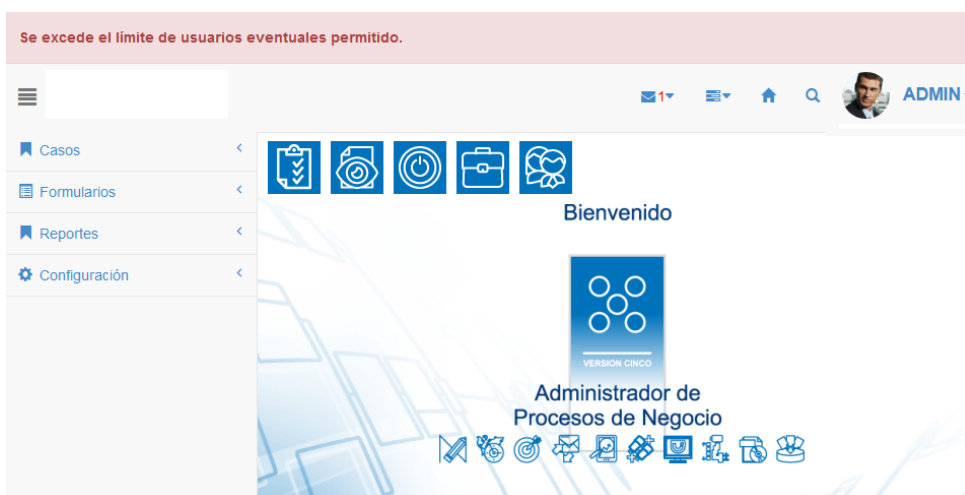 Se excede el límite de usuarios eventuales permitido.
1
ADMIN
Casos
Formularios
Reportes
Configuración
Bienvenido
VERSION CINCO
Administrador de
Procesos de Negocio